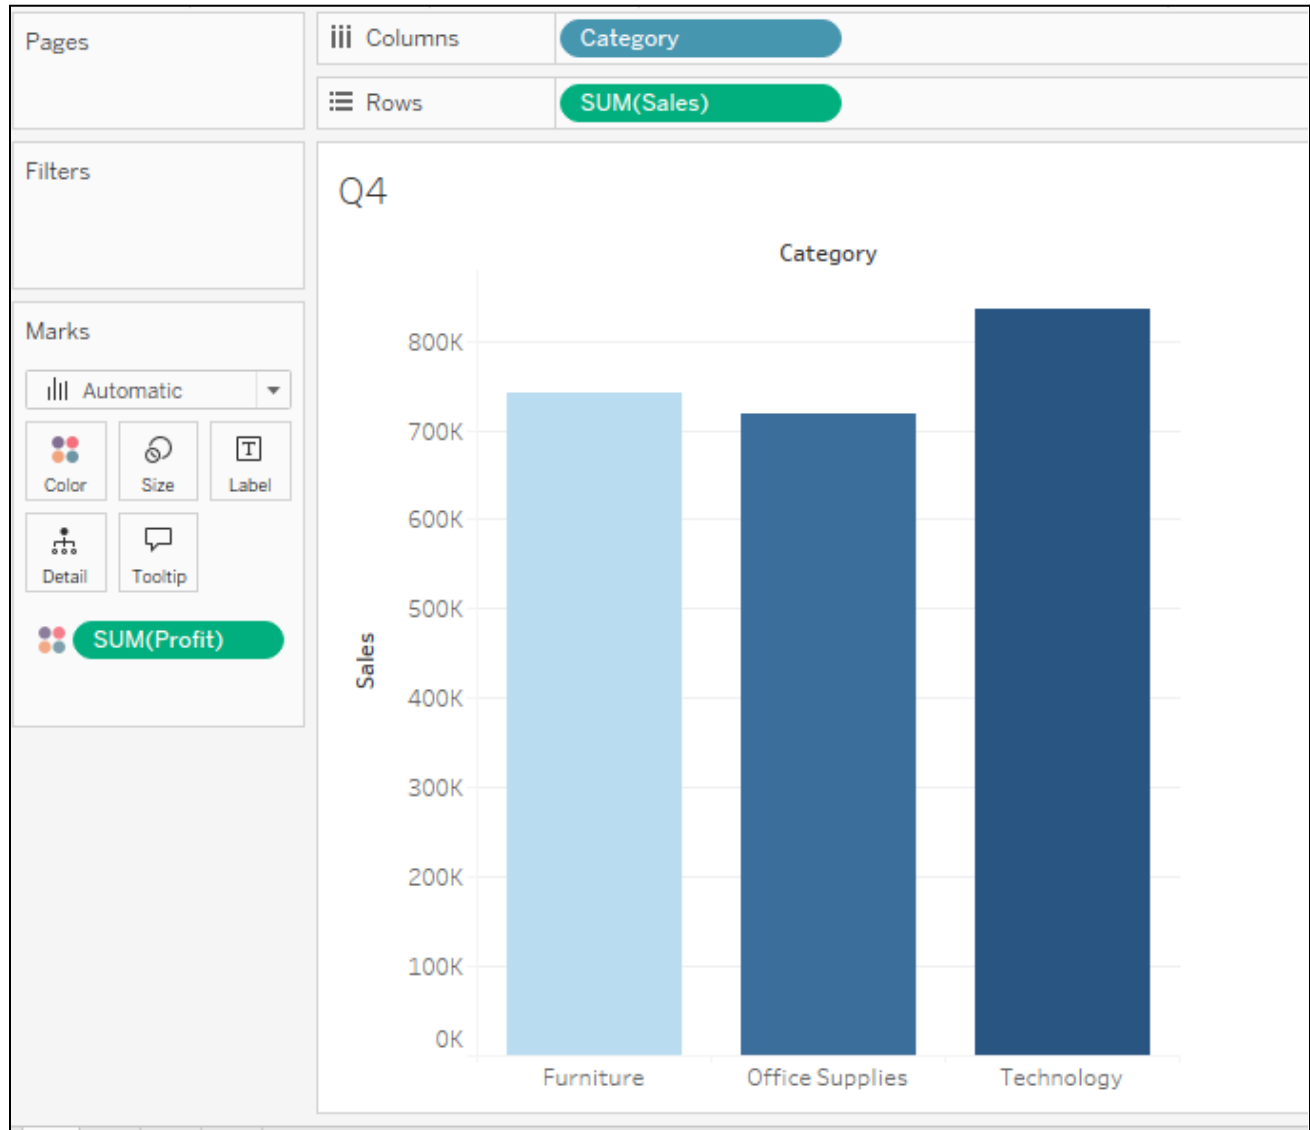 Pages
Columns
Category
Rows
SUM(Sales)
Filters
Q4
Category
Marks
Automatic
Color
Size
Label
Detail
Tooltip
SUM(Profit)
Sales
800K
700K
600K
500K
400K
300K
200K
100K
0K
Furniture
Office Supplies
Technology